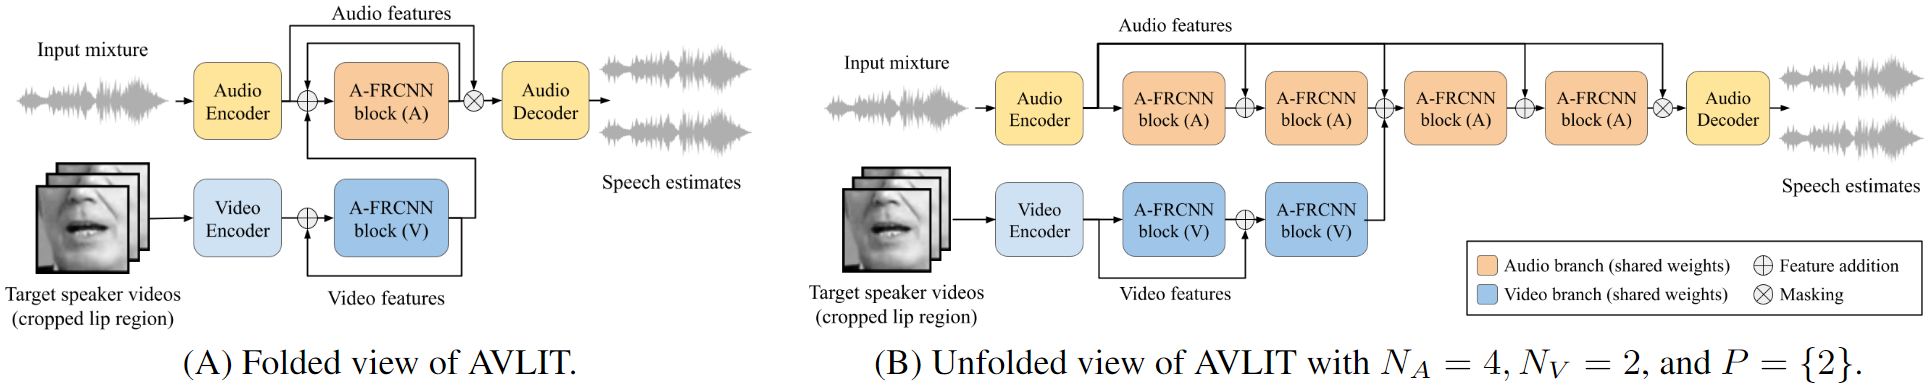 Audio features
Input mixture
Audio
Encoder
A-FRCNN
block (A)
Audio
Decoder
Speech estimates
Video
Encoder
A-FRCNN
block (V)
Target speaker videos
(cropped lip region)
Video features
(A) Folded view of AVLIT.
Audio features
Input mixture
Audio
Encoder
A-FRCNN
block (A)
A-FRCNN
block (A)
A-FRCNN
block (A)
A-FRCNN
block (A)
Audio
Decoder
Speech estimates
Video
Encoder
A-FRCNN
block (V)
A-FRCNN
block (V)
Target speaker videos
(cropped lip region)
Video features
Audio branch (shared weights)
Feature addition
Video branch (shared weights)
Masking
(B) Unfolded view of AVLIT with N_A = 4, N_V = 2, and P = {2}.